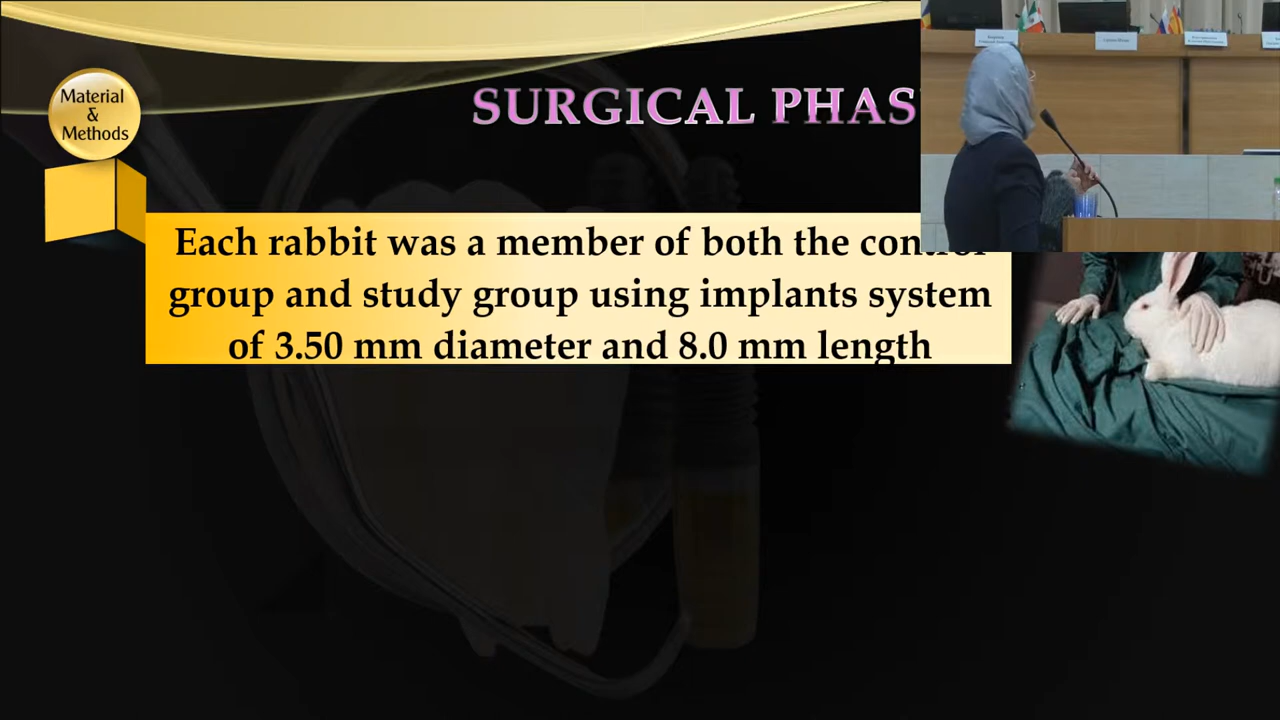 Material
&
Methods
SURGICAL PHAS
Each rabbit was a member of both the control
group and study group using implants system
of 3.50 mm diameter and 8.0 mm length